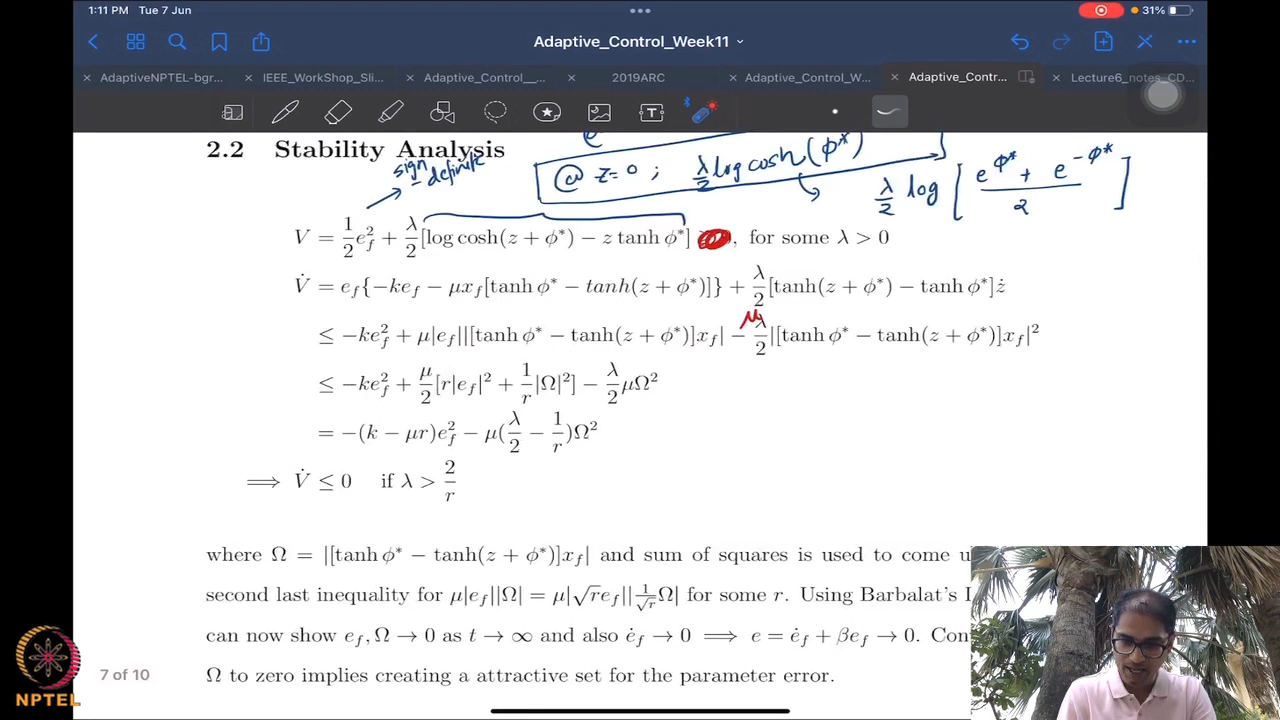 1:11 PM Tue 7 Jun
31%
Adaptive_Control_Week11
AdaptiveNPTEL-bgr...
IEEE_WorkShop_Sli...
Adaptive_Control__...
2019ARC
Adaptive_Control_W...
Adaptive_Contr...
Lecture6_notes_CD...
2.2 Stability Analysis
sign - definite
@ z=0 ; λ/2 log cosh (ϕ*)
λ/2 log [ (e^ϕ* + e^-ϕ*)/2 ]
V = 1/2 e_f^2 + λ/2 [log cosh(z + ϕ*) − z tanh ϕ*] , for some λ > 0
V̇ = e_f{−ke_f − μx_f[tanh ϕ* − tanh(z + ϕ*)]} + λ/2 [tanh(z + ϕ*) − tanh ϕ*]ż
≤ −ke_f^2 + μ|e_f||[tanh ϕ* − tanh(z + ϕ*)]x_f| − μ λ/2 |[tanh ϕ* − tanh(z + ϕ*)]x_f|^2
≤ −ke_f^2 + μ/2 [r|e_f|^2 + 1/r |Ω|^2] − λ/2 μΩ^2
= −(k − μr)e_f^2 − μ(λ/2 − 1/r)Ω^2
⟹ V̇ ≤ 0 if λ > 2/r
where Ω = |[tanh ϕ* − tanh(z + ϕ*)]x_f| and sum of squares is used to come
second last inequality for μ|e_f||Ω| = μ|√r e_f||1/√r Ω| for some r. Using Barbalat's
can now show e_f, Ω → 0 as t → ∞ and also ė_f → 0 ⟹ e = ė_f + βe_f → 0.
Ω to zero implies creating a attractive set for the parameter error.
7 of 10
NPTEL